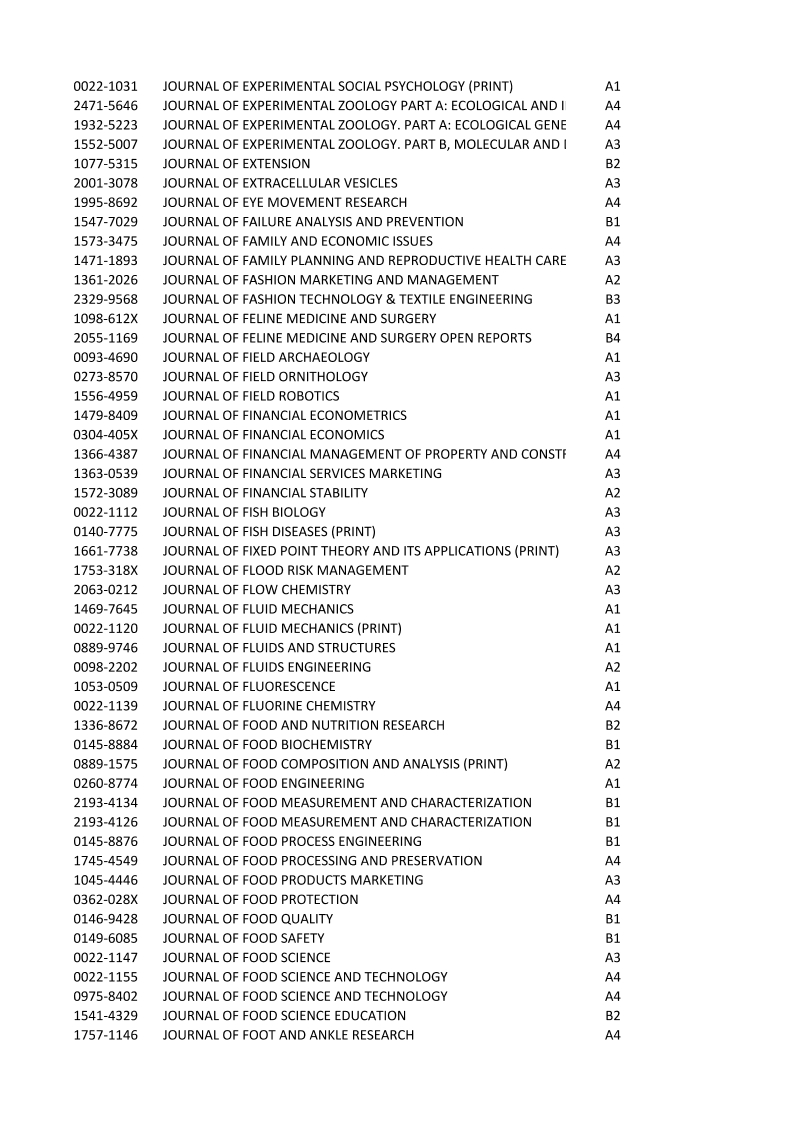 0022-1031 JOURNAL OF EXPERIMENTAL SOCIAL PSYCHOLOGY (PRINT) A1
2471-5646 JOURNAL OF EXPERIMENTAL ZOOLOGY PART A: ECOLOGICAL AND A4
1932-5223 JOURNAL OF EXPERIMENTAL ZOOLOGY. PART A: ECOLOGICAL GENE A4
1552-5007 JOURNAL OF EXPERIMENTAL ZOOLOGY. PART B, MOLECULAR AND A3
1077-5315 JOURNAL OF EXTENSION B2
2001-3078 JOURNAL OF EXTRACELLULAR VESICLES A3
1995-8692 JOURNAL OF EYE MOVEMENT RESEARCH A4
1547-7029 JOURNAL OF FAILURE ANALYSIS AND PREVENTION B1
1573-3475 JOURNAL OF FAMILY AND ECONOMIC ISSUES A4
1471-1893 JOURNAL OF FAMILY PLANNING AND REPRODUCTIVE HEALTH CARE A3
1361-2026 JOURNAL OF FASHION MARKETING AND MANAGEMENT A2
2329-9568 JOURNAL OF FASHION TECHNOLOGY & TEXTILE ENGINEERING B3
1098-612X JOURNAL OF FELINE MEDICINE AND SURGERY A1
2055-1169 JOURNAL OF FELINE MEDICINE AND SURGERY OPEN REPORTS B4
0093-4690 JOURNAL OF FIELD ARCHAEOLOGY A1
0273-8570 JOURNAL OF FIELD ORNITHOLOGY A3
1556-4959 JOURNAL OF FIELD ROBOTICS A1
1479-8409 JOURNAL OF FINANCIAL ECONOMETRICS A1
0304-405X JOURNAL OF FINANCIAL ECONOMICS A1
1366-4387 JOURNAL OF FINANCIAL MANAGEMENT OF PROPERTY AND CONST A4
1363-0539 JOURNAL OF FINANCIAL SERVICES MARKETING A3
1572-3089 JOURNAL OF FINANCIAL STABILITY A2
0022-1112 JOURNAL OF FISH BIOLOGY A3
0140-7775 JOURNAL OF FISH DISEASES (PRINT) A3
1661-7738 JOURNAL OF FIXED POINT THEORY AND ITS APPLICATIONS (PRINT) A3
1753-318X JOURNAL OF FLOOD RISK MANAGEMENT A2
2063-0212 JOURNAL OF FLOW CHEMISTRY A3
1469-7645 JOURNAL OF FLUID MECHANICS A1
0022-1120 JOURNAL OF FLUID MECHANICS (PRINT) A1
0889-9746 JOURNAL OF FLUIDS AND STRUCTURES A1
0098-2202 JOURNAL OF FLUIDS ENGINEERING A2
1053-0509 JOURNAL OF FLUORESCENCE A1
0022-1139 JOURNAL OF FLUORINE CHEMISTRY A4
1336-8672 JOURNAL OF FOOD AND NUTRITION RESEARCH B2
0145-8884 JOURNAL OF FOOD BIOCHEMISTRY B1
0889-1575 JOURNAL OF FOOD COMPOSITION AND ANALYSIS (PRINT) A2
0260-8774 JOURNAL OF FOOD ENGINEERING A1
2193-4134 JOURNAL OF FOOD MEASUREMENT AND CHARACTERIZATION B1
2193-4126 JOURNAL OF FOOD MEASUREMENT AND CHARACTERIZATION B1
0145-8876 JOURNAL OF FOOD PROCESS ENGINEERING B1
1745-4549 JOURNAL OF FOOD PROCESSING AND PRESERVATION A4
1045-4446 JOURNAL OF FOOD PRODUCTS MARKETING A3
0362-028X JOURNAL OF FOOD PROTECTION A4
0146-9428 JOURNAL OF FOOD QUALITY B1
0149-6085 JOURNAL OF FOOD SAFETY B1
0022-1147 JOURNAL OF FOOD SCIENCE A3
0022-1155 JOURNAL OF FOOD SCIENCE AND TECHNOLOGY A4
0975-8402 JOURNAL OF FOOD SCIENCE AND TECHNOLOGY A4
1541-4329 JOURNAL OF FOOD SCIENCE EDUCATION B2
1757-1146 JOURNAL OF FOOT AND ANKLE RESEARCH A4